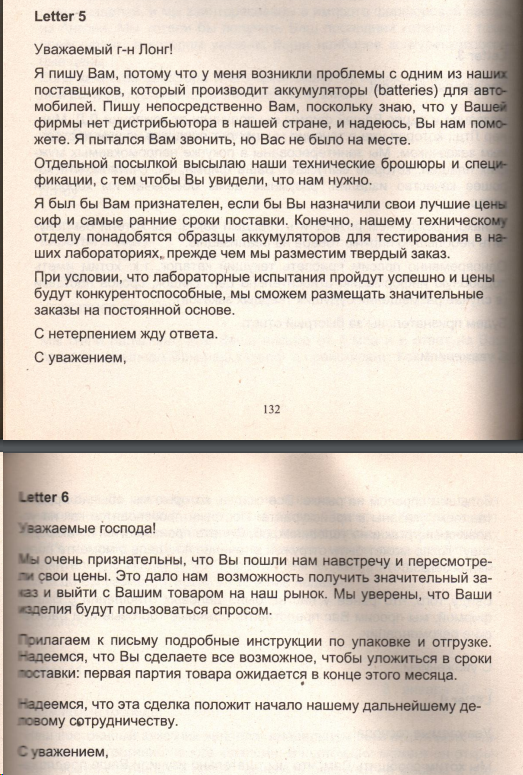 Letter 5
Уважаемый г-н Лонг!
Я пишу Вам, потому что у меня возникли проблемы с одним из наших
поставщиков, который производит аккумуляторы (batteries) для авто-
мобилей. Пишу непосредственно Вам, поскольку знаю, что у Вашей
фирмы нет дистрибьютора в нашей стране, и надеюсь, Вы нам помо-
жете. Я пытался Вам звонить, но Вас не было на месте.
Отдельной посылкой высылаю наши технические брошюры и специ-
фикации, с тем чтобы Вы увидели, что нам нужно.
Я был бы Вам признателен, если бы Вы назначили свои лучшие цены
сиф и самые ранние сроки поставки. Конечно, нашему техническому
отделу понадобятся образцы аккумуляторов для тестирования в на-
ших лабораториях, прежде чем мы разместим твердый заказ.
При условии, что лабораторные испытания пройдут успешно и цены
будут конкурентоспособные, мы сможем размещать значительные
заказы на постоянной основе.
С нетерпением жду ответа.
С уважением,
132
Letter 6
Уважаемые господа!
Мы очень признательны, что Вы пошли нам навстречу и пересмотре-
ли свои цены. Это дало нам возможность получить значительный за-
каз и выйти с Вашим товаром на наш рынок. Мы уверены, что Ваши
изделия будут пользоваться спросом.
Прилагаем к письму подробные инструкции по упаковке и отгрузке.
Надеемся, что Вы сделаете все возможное, чтобы уложиться в сроки
поставки: первая партия товара ожидается в конце этого месяца.
Надеемся, что эта сделка положит начало нашему дальнейшему де-
ловому сотрудничеству.
С уважением,